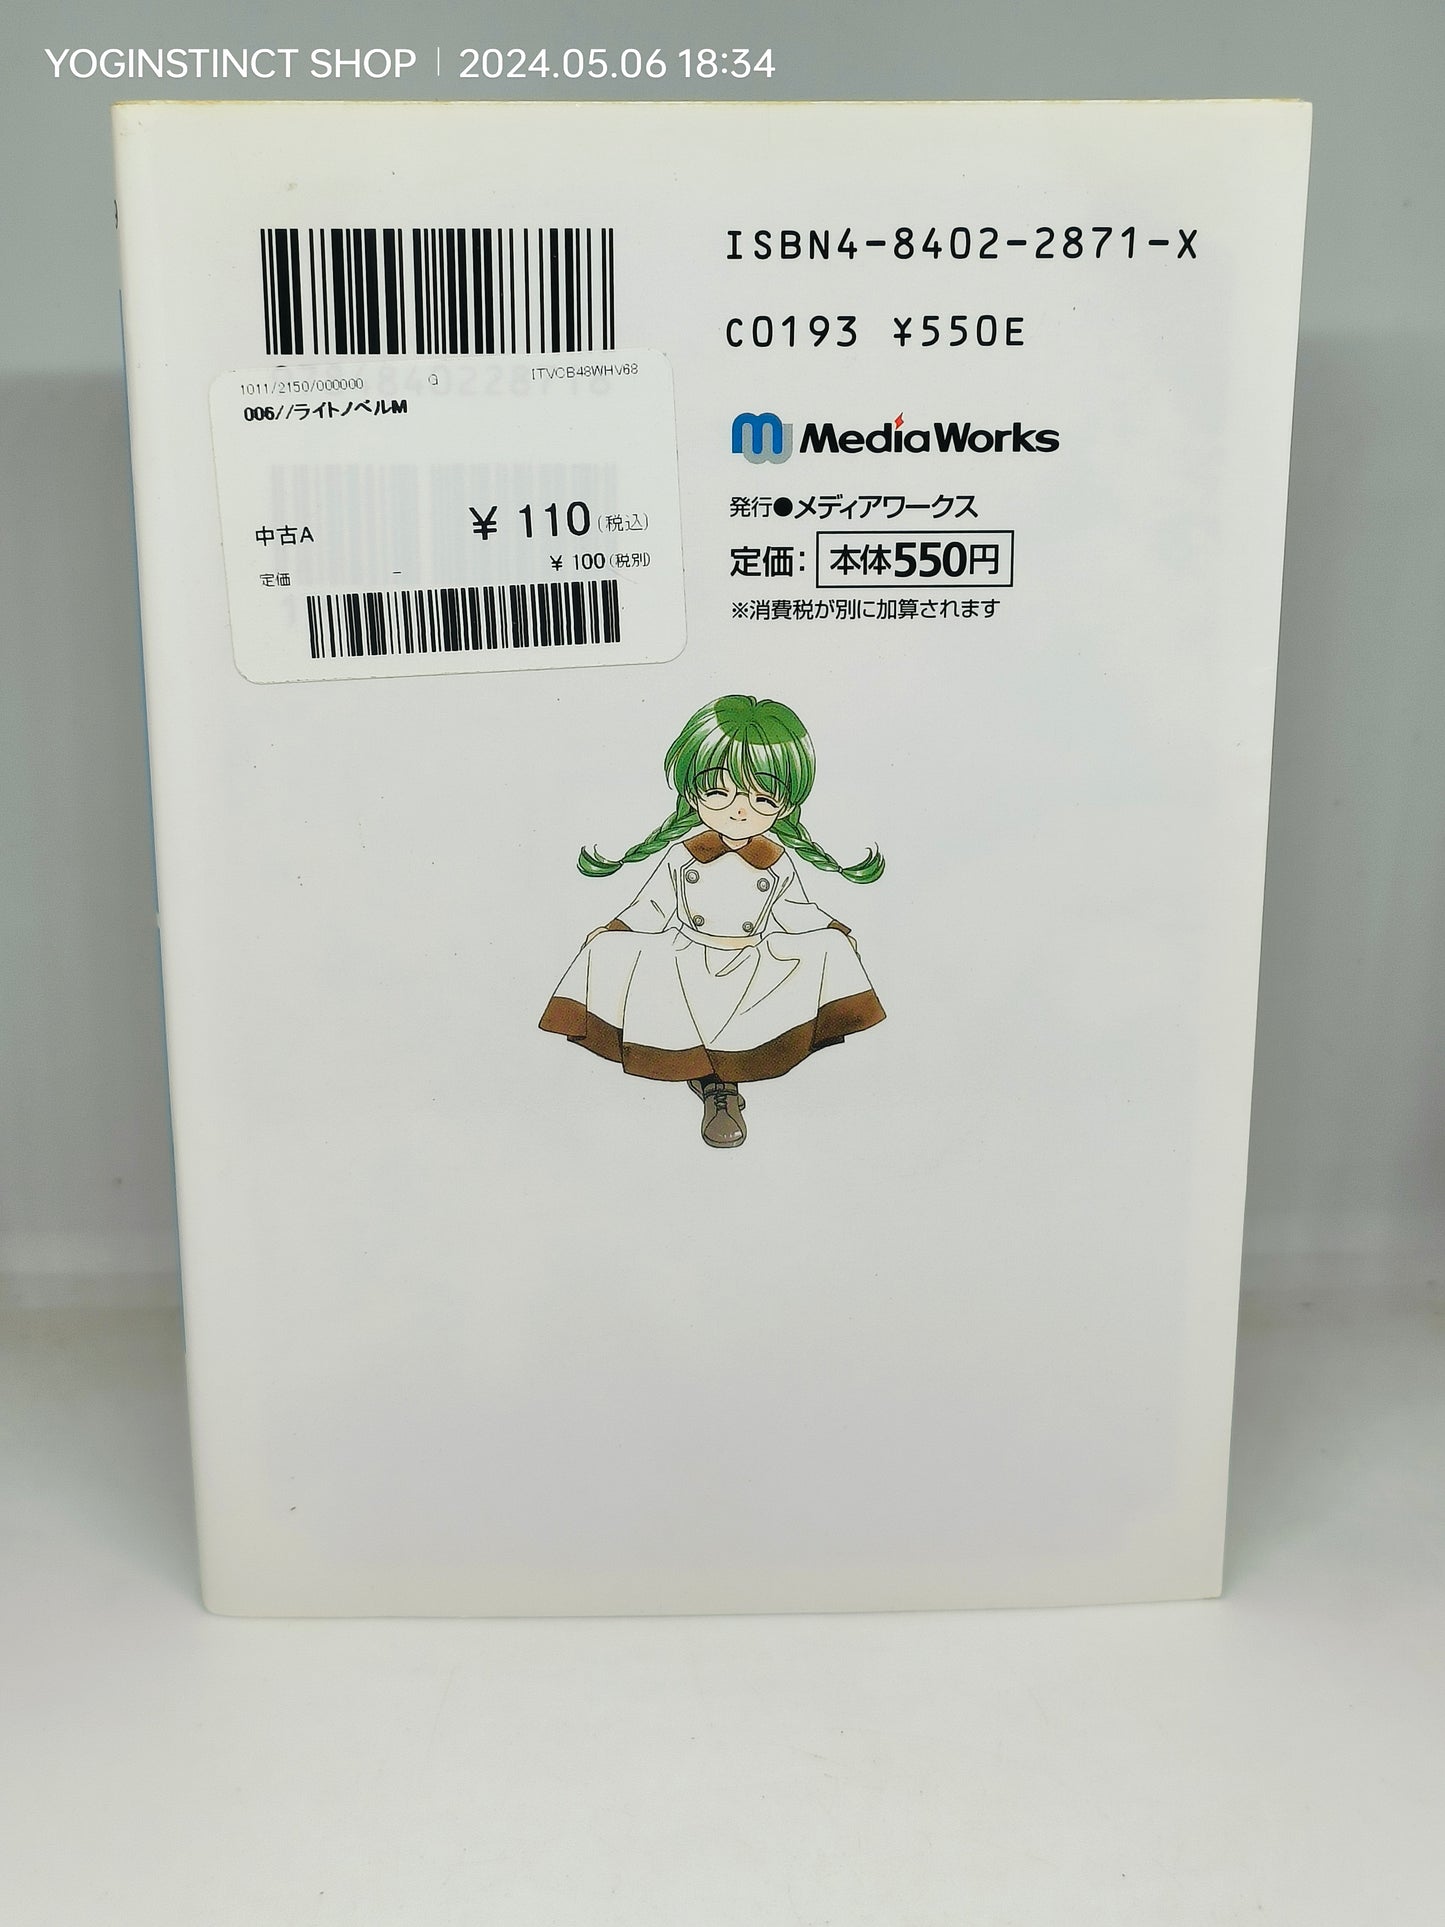 YOGINSTINCT SHOP | 2024.05.06 18:34
ISBN4-8402-2871-X
C0193 ¥550E
MediaWorks
発行●メディアワークス
定価：本体550円
※消費税が別に加算されます
1011/2150/000000 G ITVCB48WHV68
006//ライトノベルM
中古A ¥ 110(税込)
定価 - ¥ 100(税別)